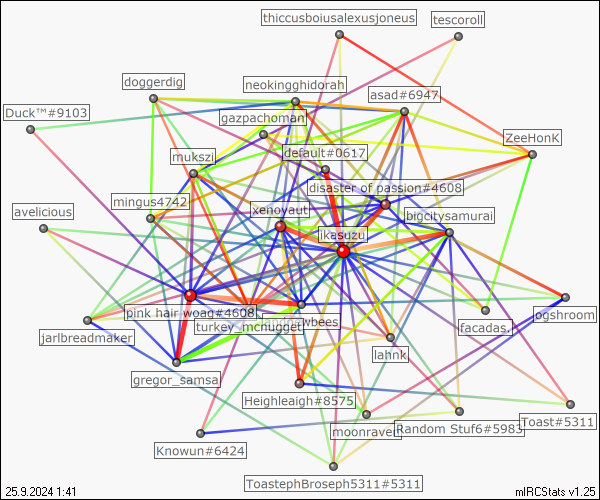 thiccusboiusalexusjoneus
tescoroll
doggerdig
neokingghidorah
asad#6947
Duck™#9103
gazpachoman
ZeeHonK
mukszi
default#0617
disaster of passion#4608
mingus4742
avelicious
xenoyaut
bigcitysamurai
ikasuzu
pink hair woag#4608
turkey_mcnugget
wbees
facadas.
ogshroom
jarlbreadmaker
lahnk
gregor_samsa
Heighleigh#8575
moonraven
Random Stuf6#5983
Toast#5311
Knowun#6424
ToastephBroseph5311#5311
25.9.2024 1:41
mIRCStats v1.25